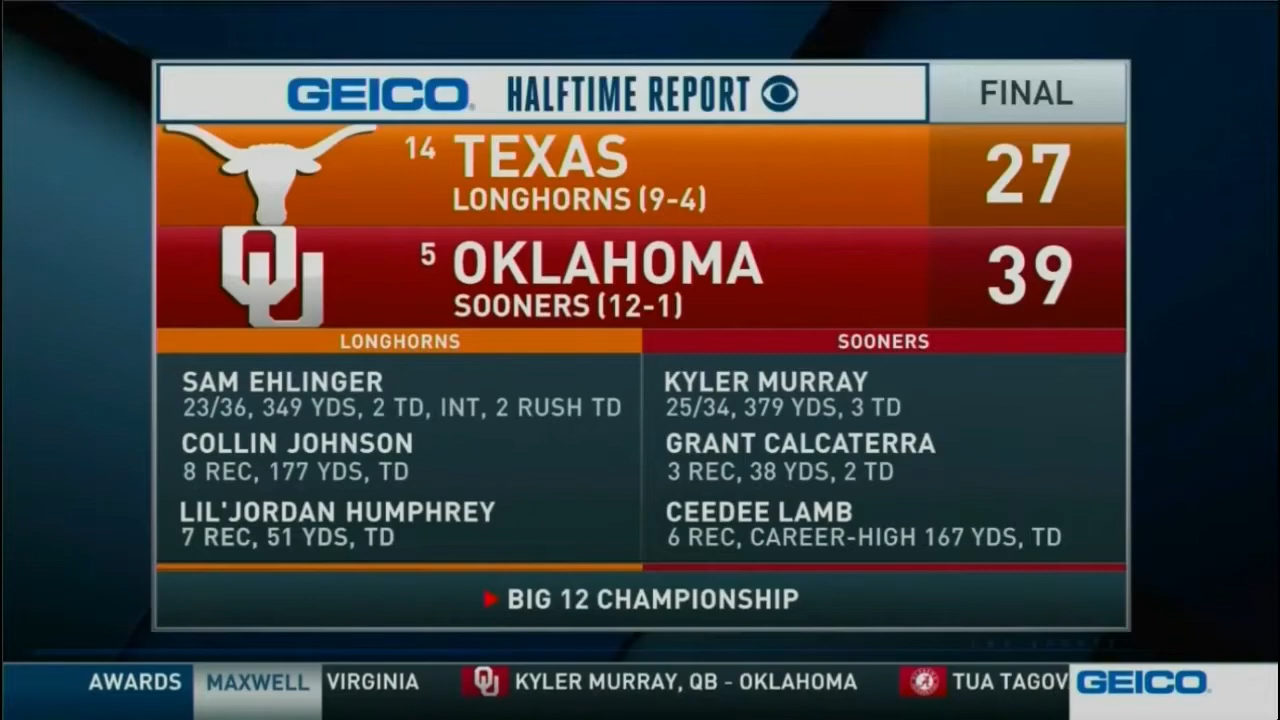 GEICO HALFTIME REPORT FINAL
14 TEXAS 27
LONGHORNS (9-4)
5 OKLAHOMA 39
SOONERS (12-1)
LONGHORNS SOONERS
SAM EHLINGER
23/36, 349 YDS, 2 TD, INT, 2 RUSH TD
COLLIN JOHNSON
8 REC, 177 YDS, TD
LIL'JORDAN HUMPHREY
7 REC, 51 YDS, TD
KYLER MURRAY
25/34, 379 YDS, 3 TD
GRANT CALCATERRA
3 REC, 38 YDS, 2 TD
CEEDEE LAMB
6 REC, CAREER-HIGH 167 YDS, TD
BIG 12 CHAMPIONSHIP
AWARDS MAXWELL VIRGINIA OU KYLER MURRAY, QB - OKLAHOMA TUA TAGOV GEICO